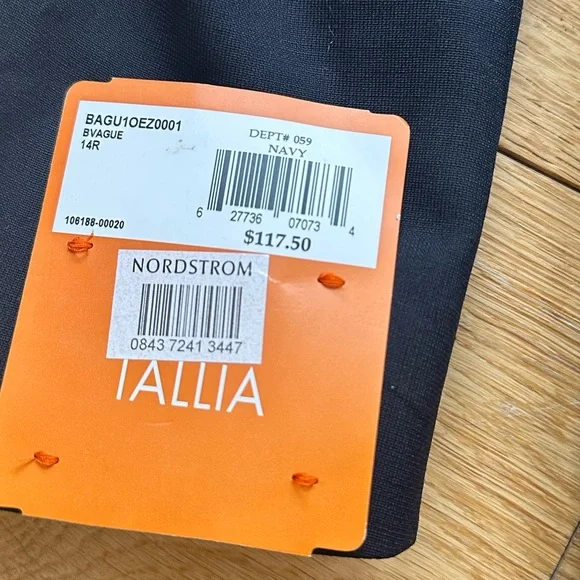 BAGU1OEZ0001
BVAGUE
14R
106188-00020
DEPT# 059
NAVY
6 27736 07073 4
$117.50
NORDSTROM
0843 7241 3447
TALLIA